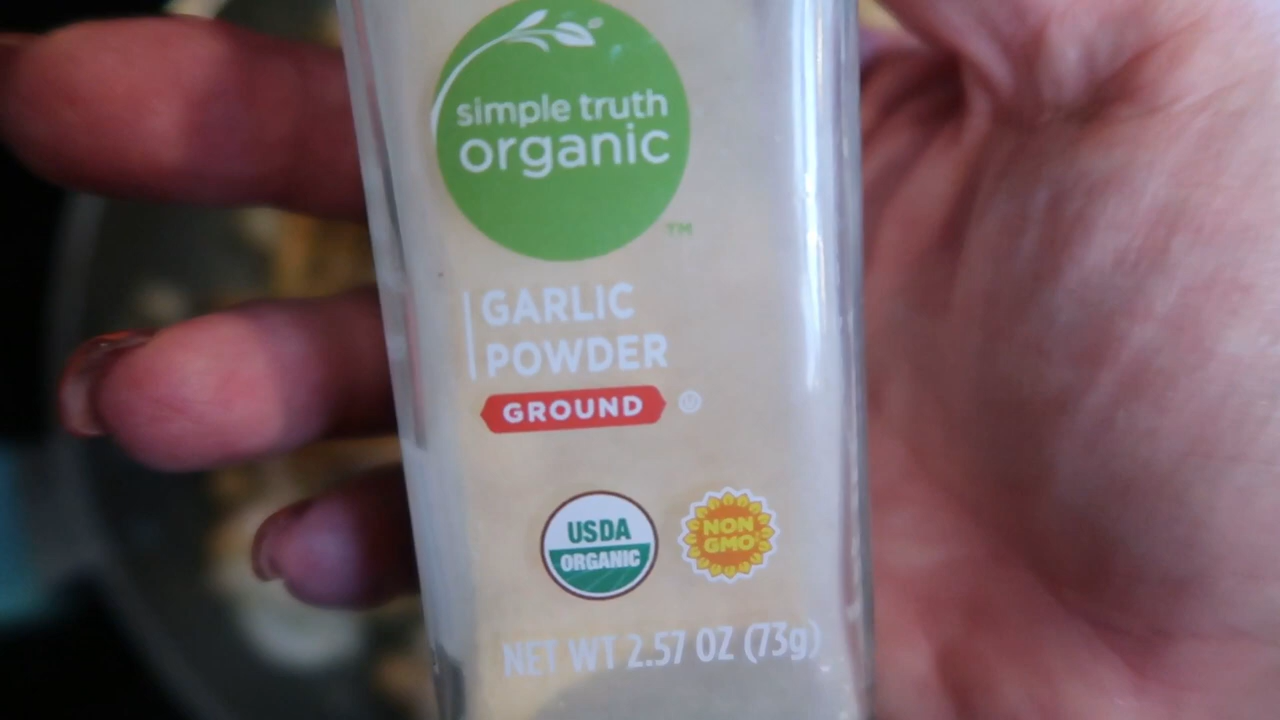 simple truth
organic
TM
GARLIC
POWDER
GROUND
USDA
ORGANIC
NON
GMO
NET WT 2.57 OZ (73g)